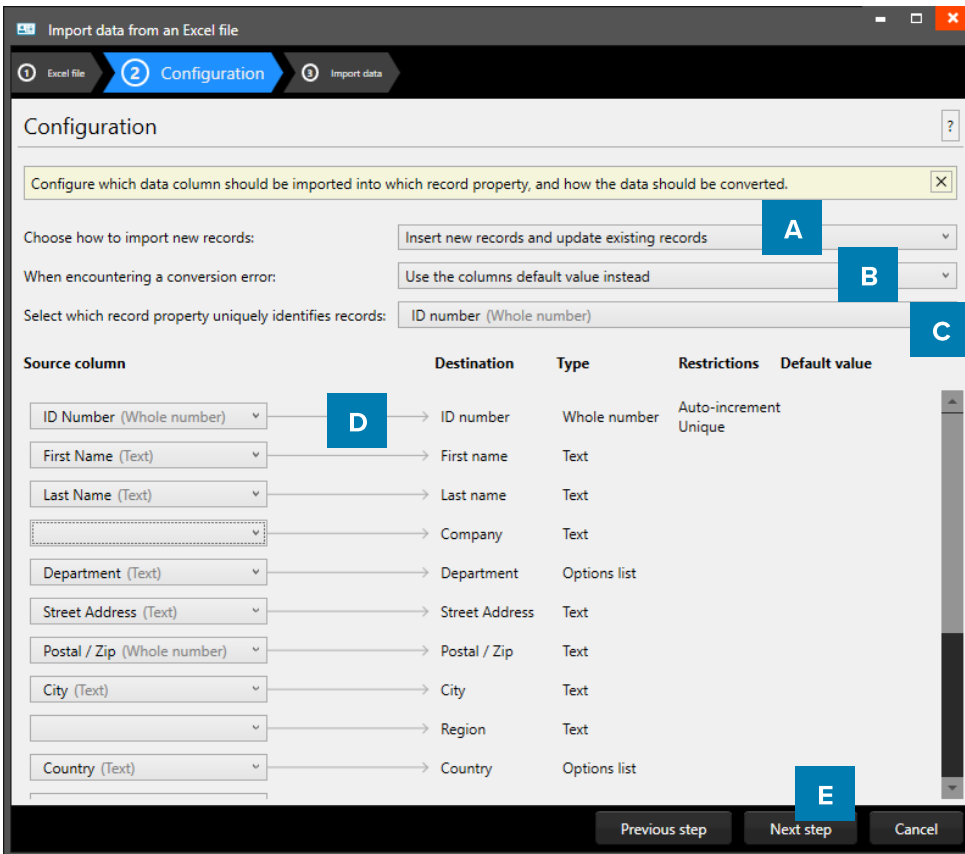 Import data from an Excel file
1 Excel file 2 Configuration 3 Import data
Configuration ?
Configure which data column should be imported into which record property, and how the data should be converted.
A
Choose how to import new records: Insert new records and update existing records
B
When encountering a conversion error: Use the columns default value instead
C
Select which record property uniquely identifies records: ID number (Whole number)
Source column Destination Type Restrictions Default value
ID Number (Whole number) D ID number Whole number Auto-increment
Unique
First Name (Text) First name Text
Last Name (Text) Last name Text
Company Text
Department (Text) Department Options list
Street Address (Text) Street Address Text
Postal / Zip (Whole number) Postal / Zip Text
City (Text) City Text
Region Text
Country (Text) Country Options list
E
Previous step Next step Cancel